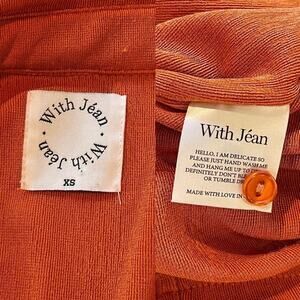 With Jéan · With Jéan ·
XS
With Jéan
HELLO, I AM DELICATE SO
PLEASE JUST HAND WASH ME
AND HANG ME UP TO
DEFINITELY DON'T
OR TUMBLE
MADE WITH LOVE IN